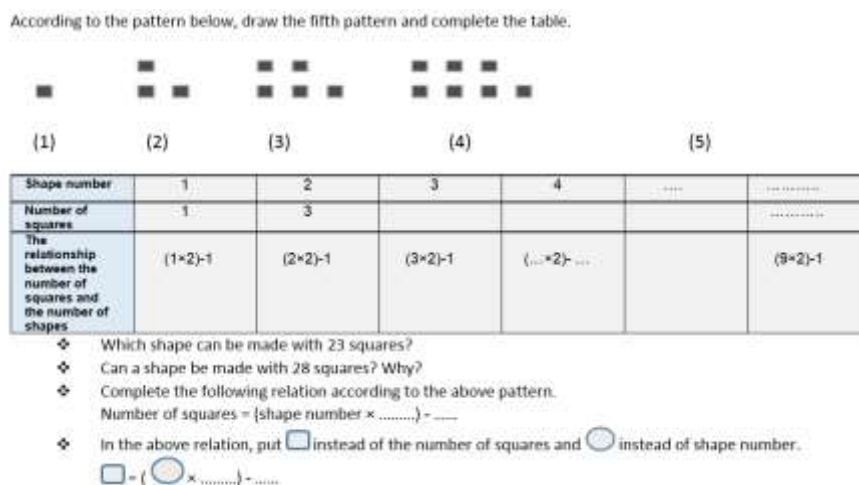 According to the pattern below, draw the fifth pattern and complete the table.
(1) (2) (3) (4) (5)
Shape number 1 2 3 4 .... ............
Number of squares 1 3 ............
The relationship between the number of squares and the number of shapes (1×2)-1 (2×2)-1 (3×2)-1 (...×2)- ... (9×2)-1
❖ Which shape can be made with 23 squares?
❖ Can a shape be made with 28 squares? Why?
❖ Complete the following relation according to the above pattern.
Number of squares = (shape number × .........) - ......
❖ In the above relation, put instead of the number of squares and instead of shape number.
= ( × .........) - ......